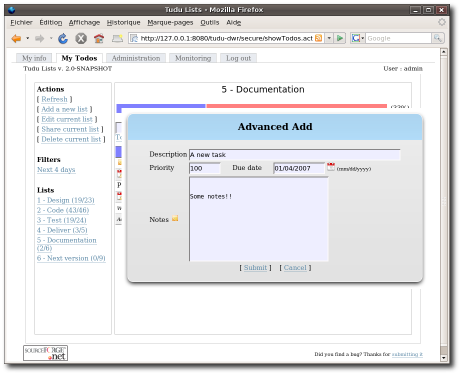 Tudu Lists - Mozilla Firefox
Fichier Édition Affichage Historique Marque-pages Outils Aide
http://127.0.0.1:8080/tudu-dwr/secure/showTodos.act
Google
My info My Todos Administration Monitoring Log out
Tudu Lists v. 2.0-SNAPSHOT User : admin
Actions
[ Refresh ]
[ Add a new list ]
[ Edit current list ]
[ Share current list ]
[ Delete current list ]
Filters
Next 4 days
Lists
1 - Design (19/23)
2 - Code (43/46)
3 - Test (19/24)
4 - Deliver (3/5)
5 - Documentation
(2/6)
6 - Next version (0/9)
5 - Documentation
Advanced Add
Description A new task
Priority 100 Due date 01/04/2007 (mm/dd/yyyy)
Some notes!!
Notes
[ Submit ] [ Cancel ]
SOURCEFORGE
.net
Did you find a bug? Thanks for submitting it